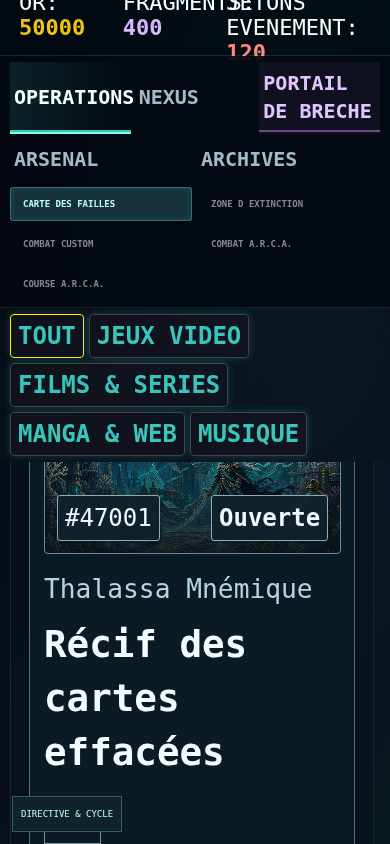 OR:
50000
FRAGMENTS:
400
JETONS
EVENEMENT:
120
OPERATIONS
NEXUS
PORTAIL
DE BRECHE
ARSENAL
ARCHIVES
CARTE DES FAILLES
ZONE D EXTINCTION
COMBAT CUSTOM
COMBAT A.R.C.A.
COURSE A.R.C.A.
TOUT
JEUX VIDEO
FILMS & SERIES
MANGA & WEB
MUSIQUE
#47001
Ouverte
Thalassa Mnémique
Récif des
cartes
effacées
DIRECTIVE & CYCLE